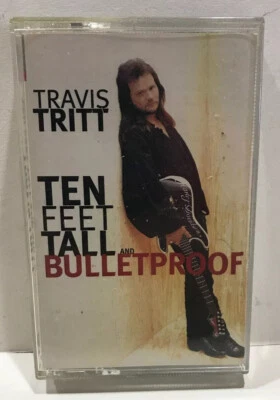 TRAVIS
TRITT
TEN
FEET
TALL AND
BULLETPROOF